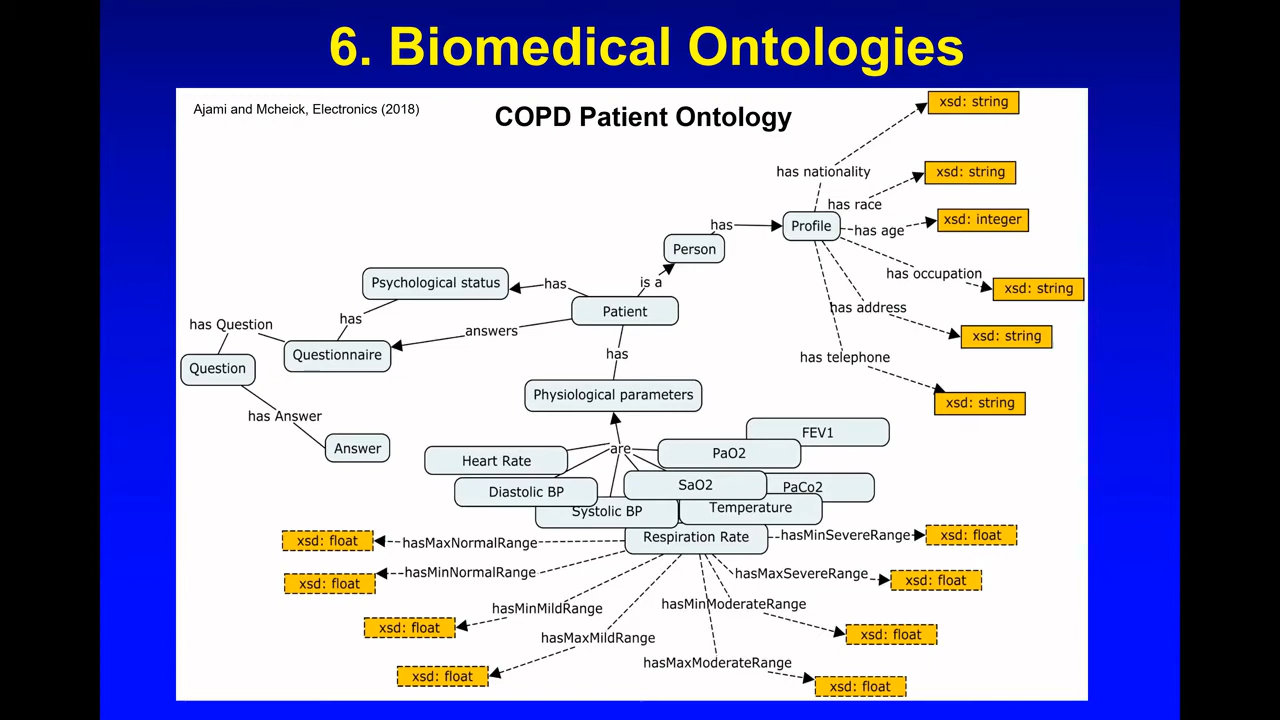 6. Biomedical Ontologies
Ajami and Mcheick, Electronics (2018)
COPD Patient Ontology
xsd: string
has nationality
xsd: string
has race
xsd: integer
has
Profile
has age
Person
has occupation
xsd: string
Psychological status
has
is a
Patient
has address
xsd: string
has Question
has
answers
Questionnaire
has
has telephone
Question
Physiological parameters
xsd: string
has Answer
Answer
FEV1
are
PaO2
Heart Rate
SaO2
PaCo2
Diastolic BP
Systolic BP
Temperature
xsd: float
hasMaxNormalRange
Respiration Rate
hasMinSevereRange
xsd: float
xsd: float
hasMinNormalRange
hasMaxSevereRange
xsd: float
hasMinMildRange
hasMinModerateRange
xsd: float
hasMaxMildRange
xsd: float
hasMaxModerateRange
xsd: float
xsd: float